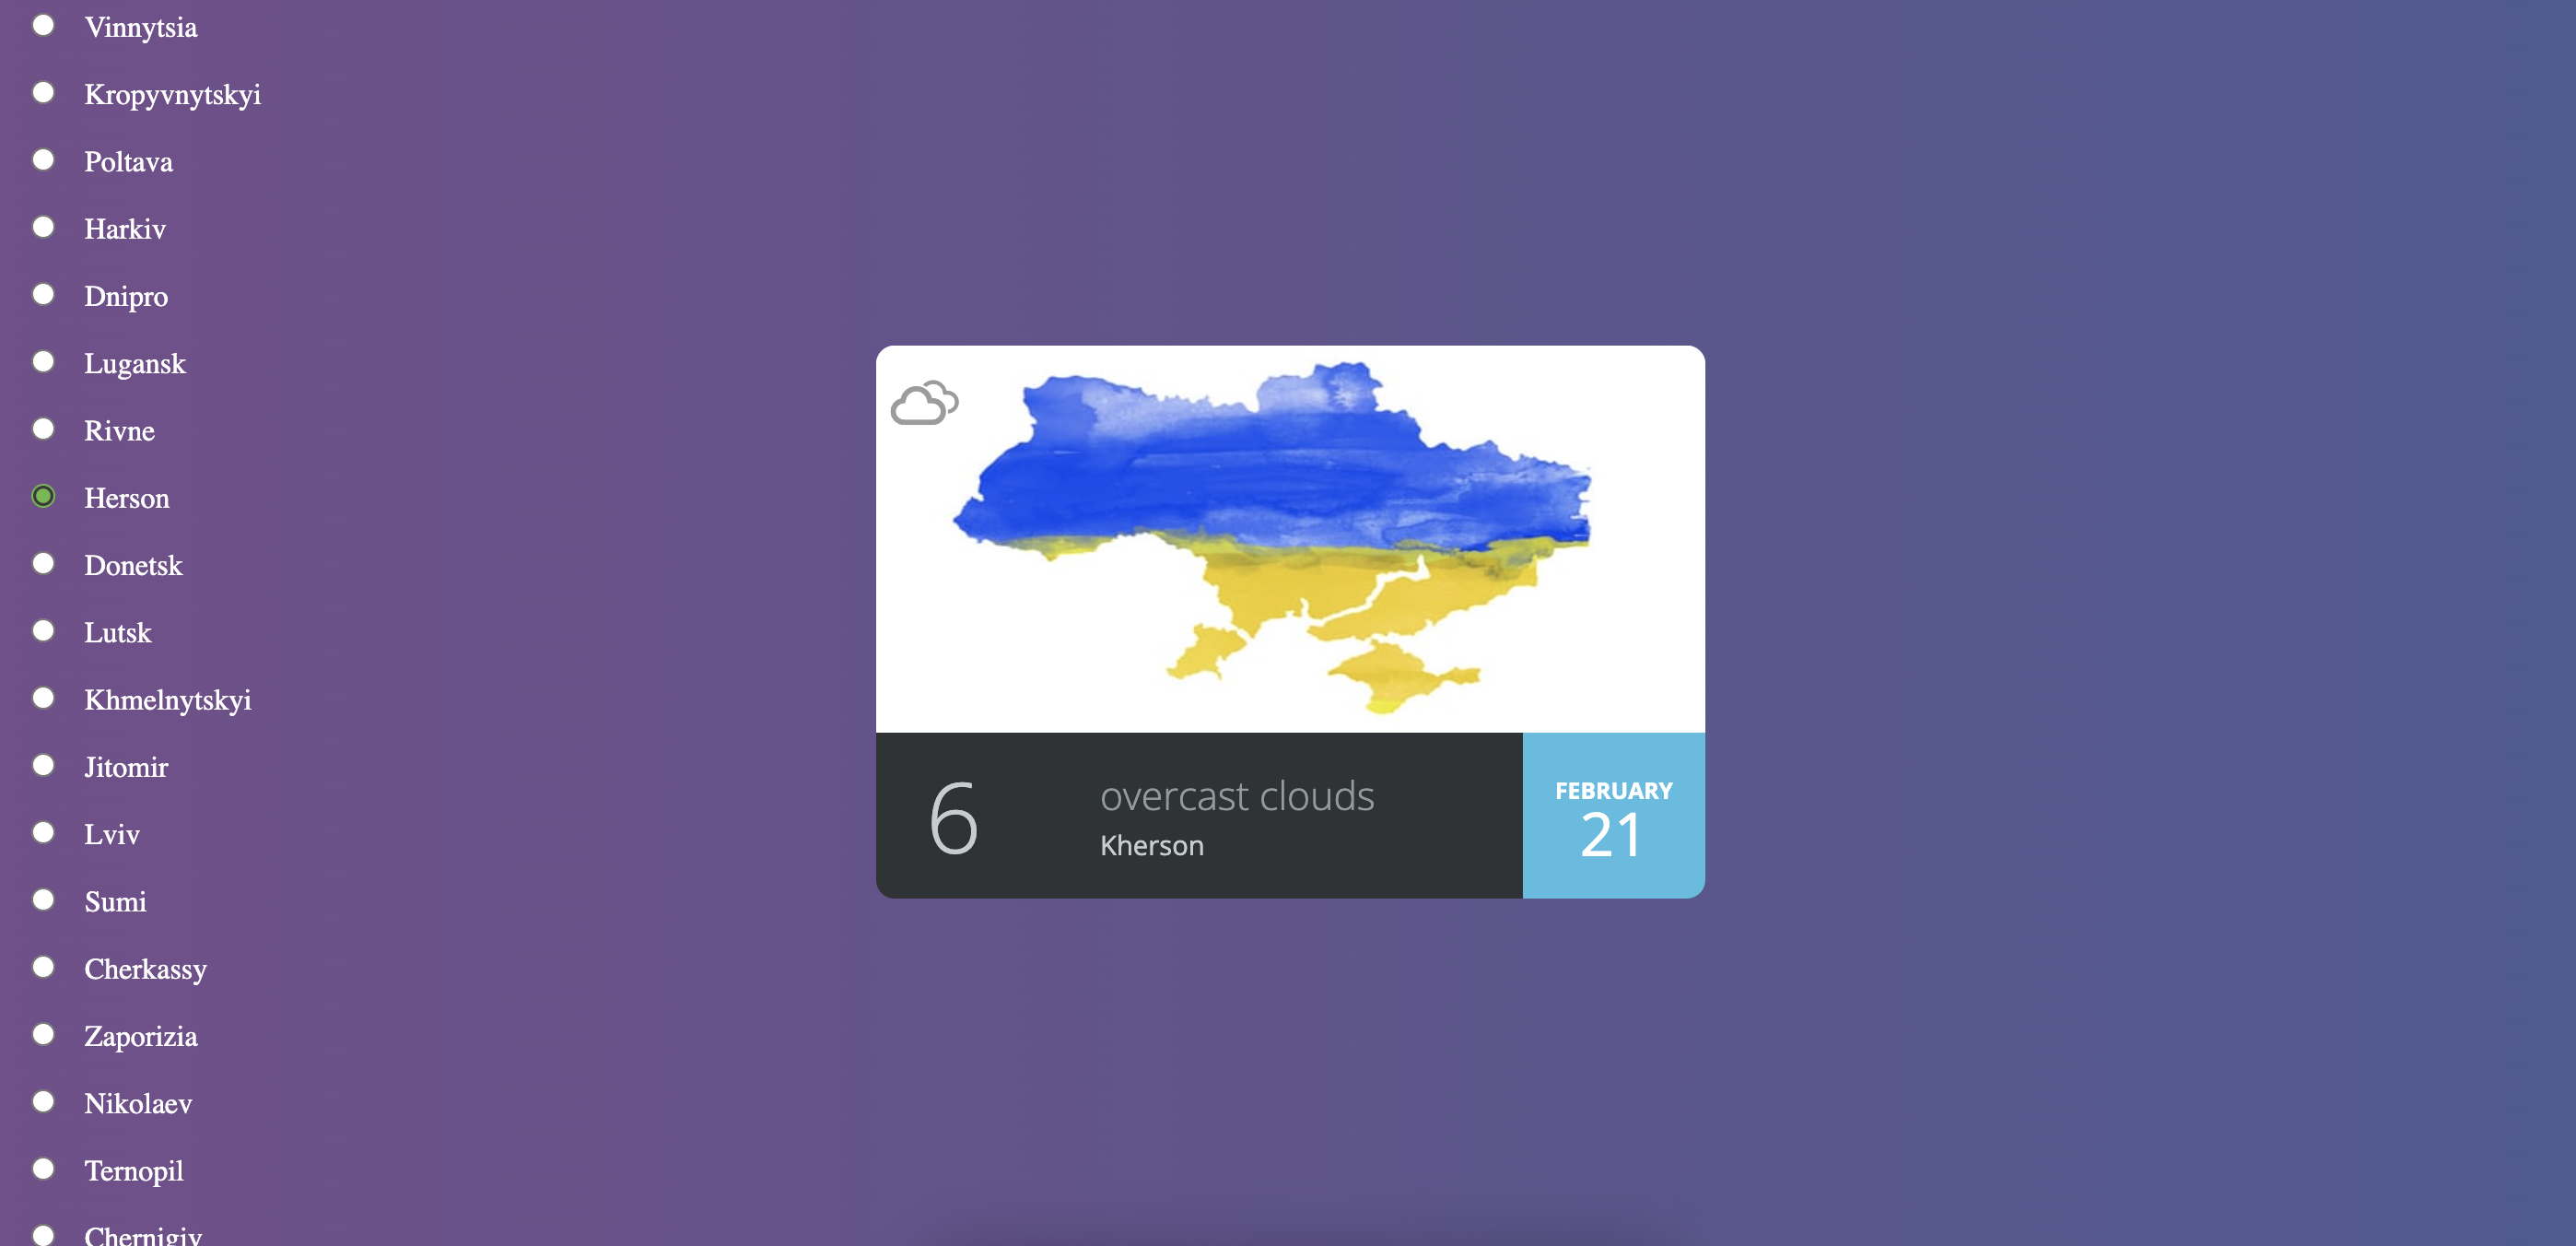 Vinnytsia
Kropyvnytskyi
Poltava
Harkiv
Dnipro
Lugansk
Rivne
Herson
Donetsk
Lutsk
Khmelnytskyi
Jitomir
Lviv
Sumi
Cherkassy
Zaporizia
Nikolaev
Ternopil
Chernigiv
6
overcast clouds
Kherson
FEBRUARY
21